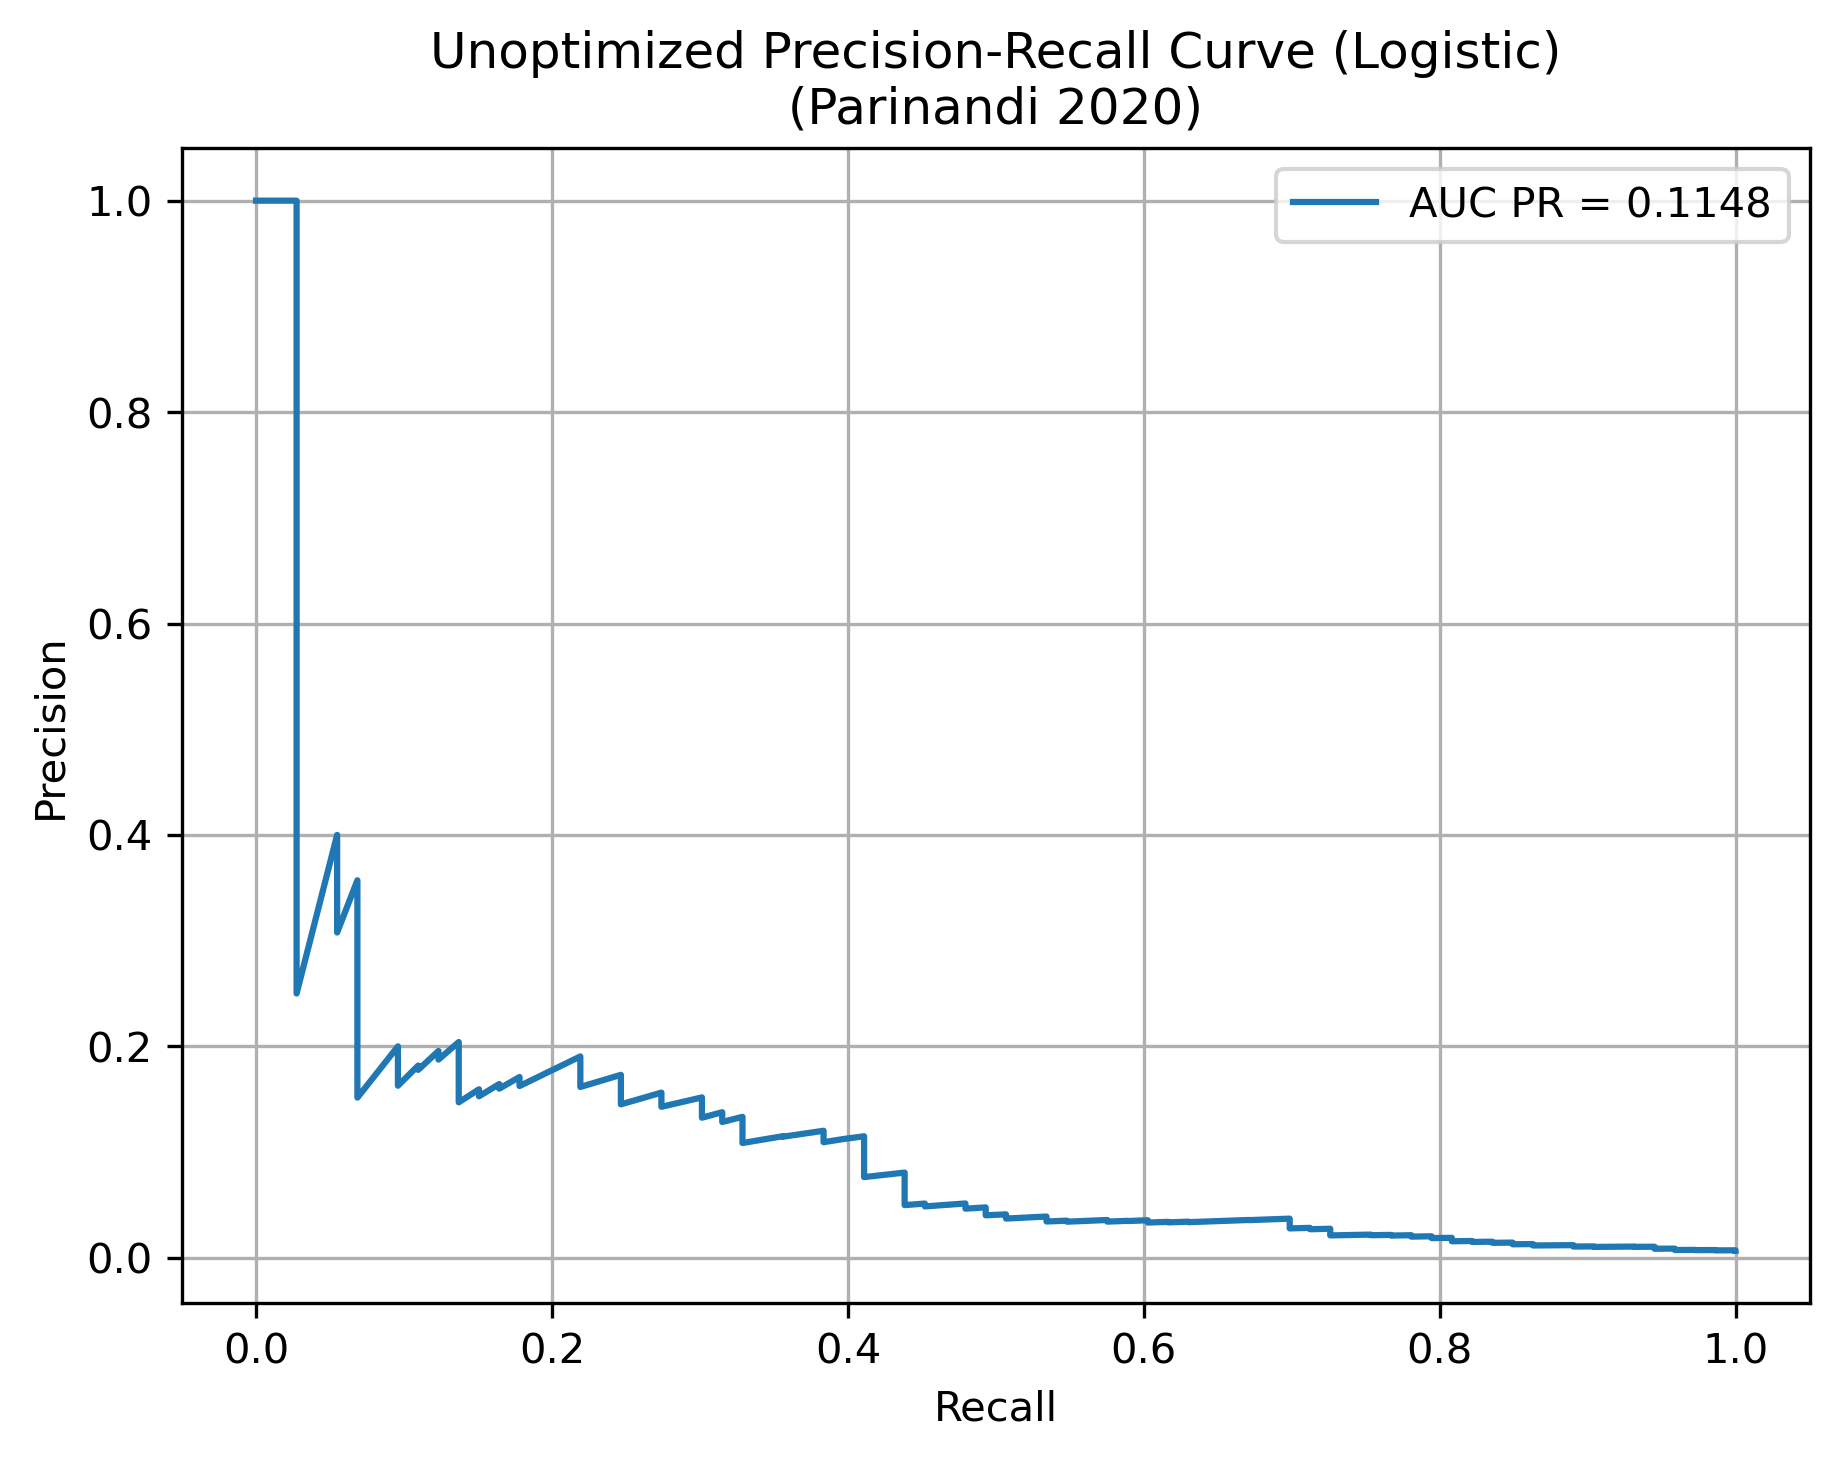 Unoptimized Precision-Recall Curve (Logistic)
(Parinandi 2020)
AUC PR = 0.1148
1.0
0.8
0.6
0.4
0.2
0.0
Precision
0.0 0.2 0.4 0.6 0.8 1.0
Recall